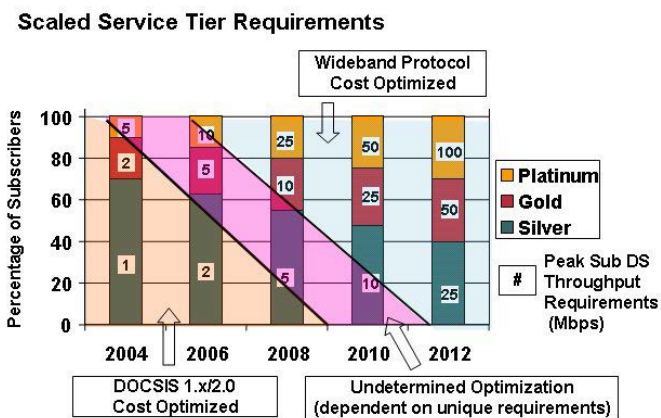 Scaled Service Tier Requirements
Wideband Protocol
Cost Optimized
Percentage of Subscribers
100
80
60
40
20
0
5
2
1
10
5
2
25
10
5
50
25
10
100
50
25
2004
2006
2008
2010
2012
Platinum
Gold
Silver
#
Peak Sub DS
Throughput
Requirements
(Mbps)
DOCSIS 1.x/2.0
Cost Optimized
Undetermined Optimization
(dependent on unique requirements)